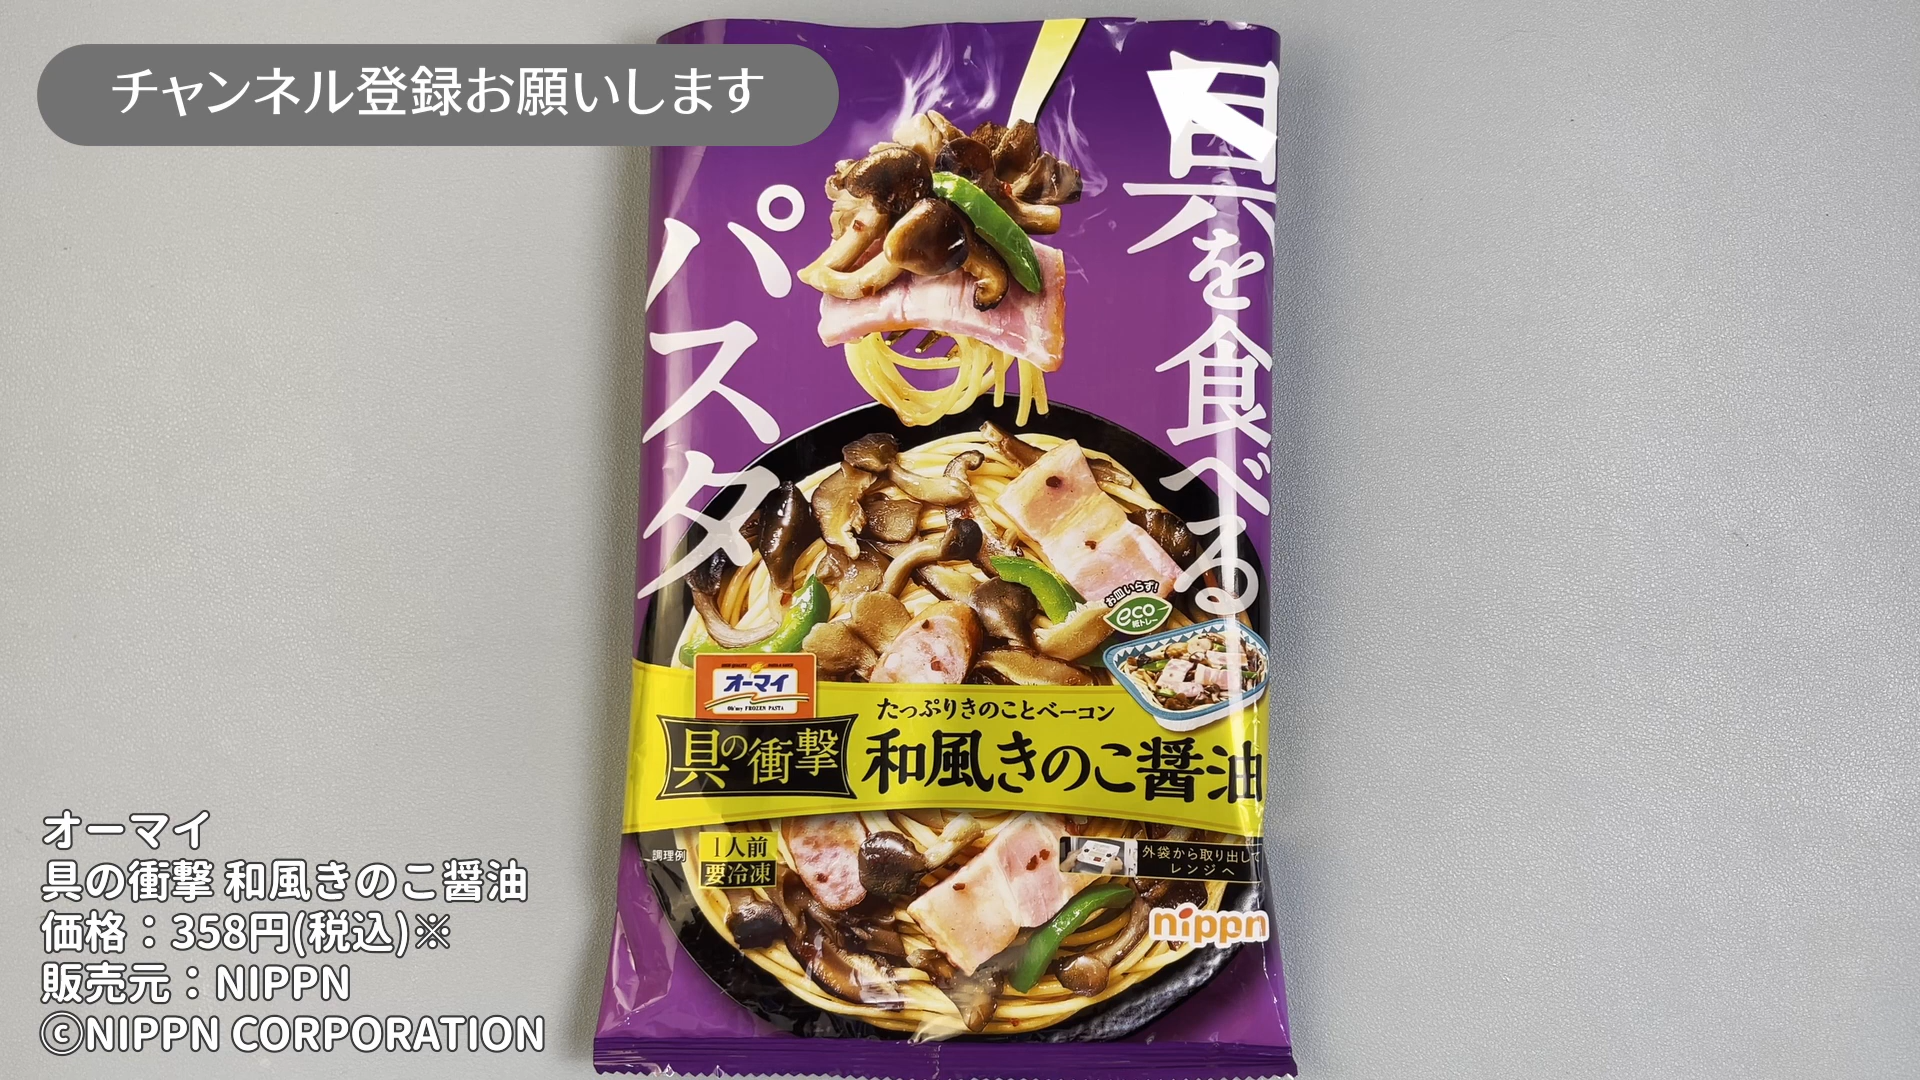 チャンネル登録お願いします
具を食べる
パスタ
お皿いらず!
eco
紙トレー
オーマイ
Oh'my FROZEN PASTA
たっぷりきのことベーコン
具の衝撃
和風きのこ醤油
調理例
1人前
要冷凍
外袋から取り出して
レンジへ
nippn
オーマイ
具の衝撃 和風きのこ醤油
価格：358円(税込)※
販売元：NIPPN
ⒸNIPPN CORPORATION